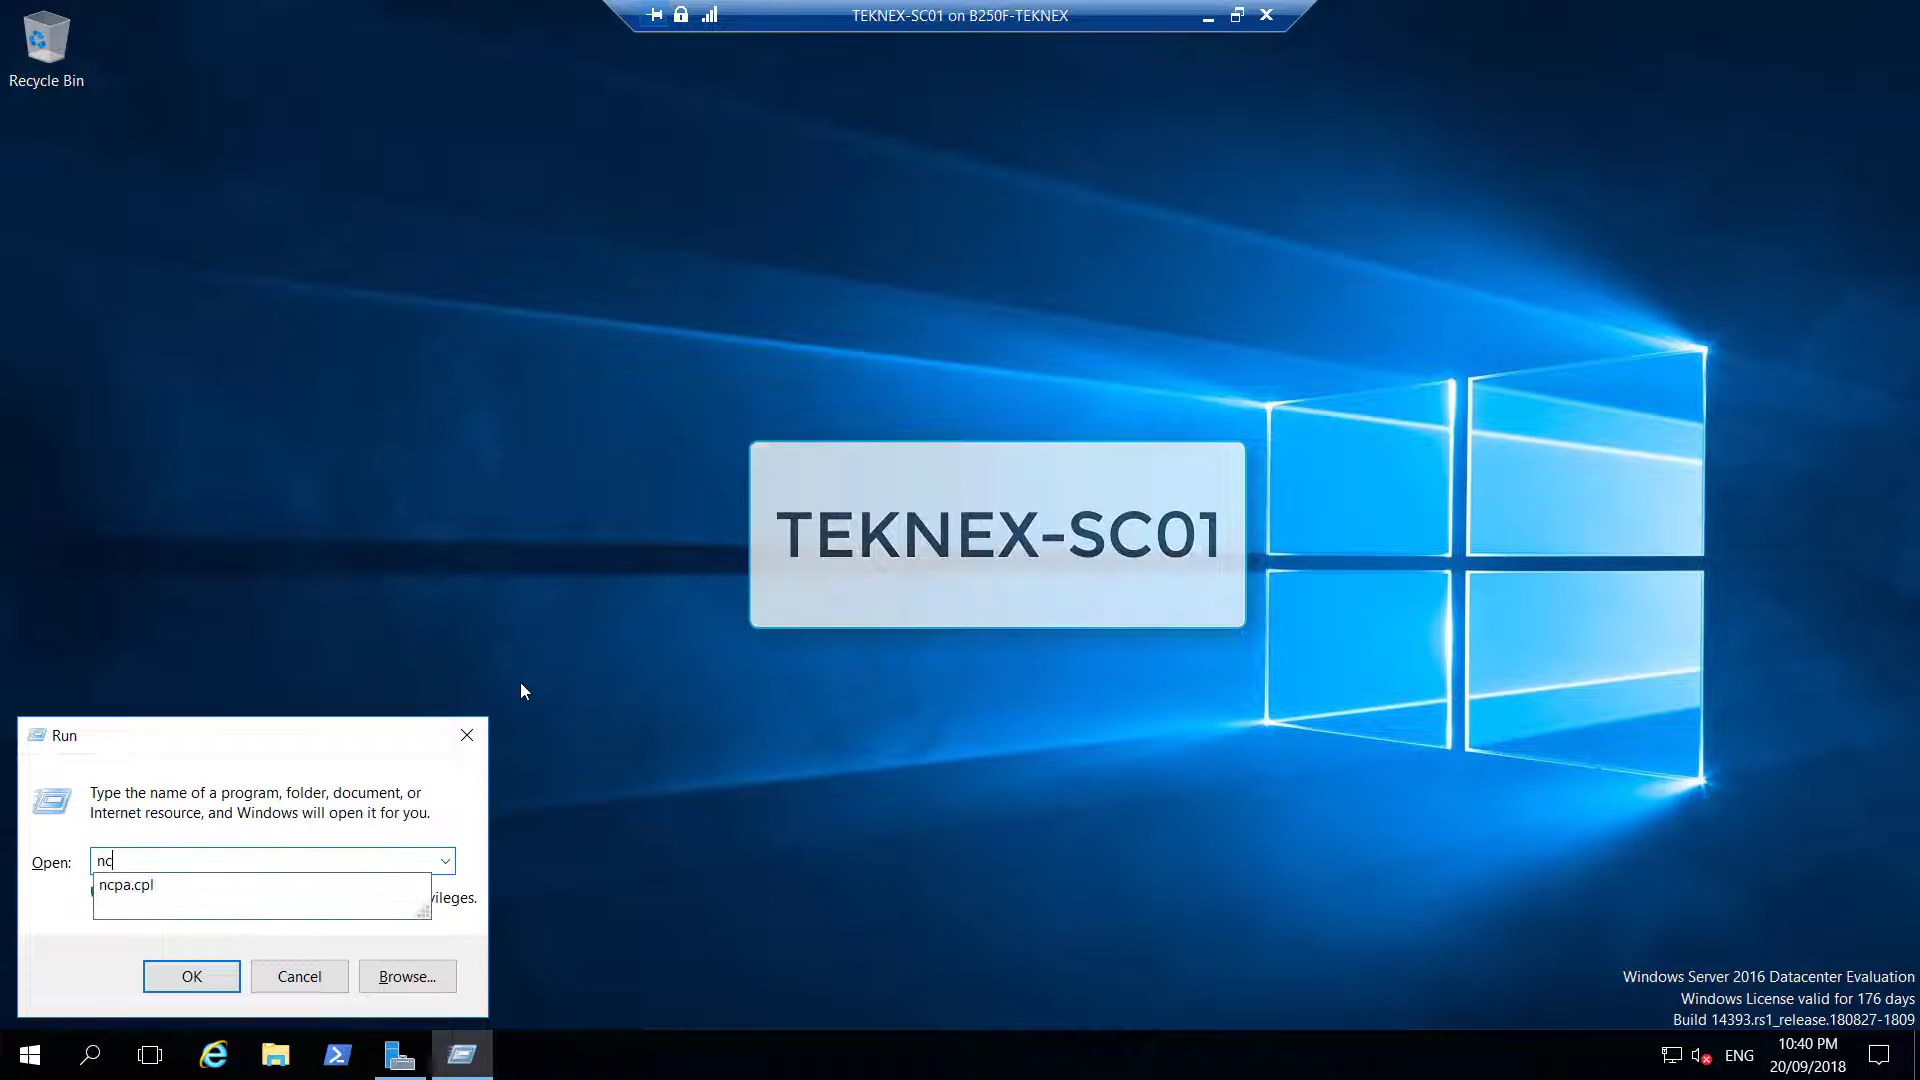 TEKNEX-SC01 on B250F-TEKNEX
Recycle Bin
TEKNEX-SC01
Run
Type the name of a program, folder, document, or
Internet resource, and Windows will open it for you.
Open:
nc
ncpa.cpl
vileges.
OK
Cancel
Browse...
Windows Server 2016 Datacenter Evaluation
Windows License valid for 176 days
Build 14393.rs1_release.180827-1809
ENG
10:40 PM
20/09/2018